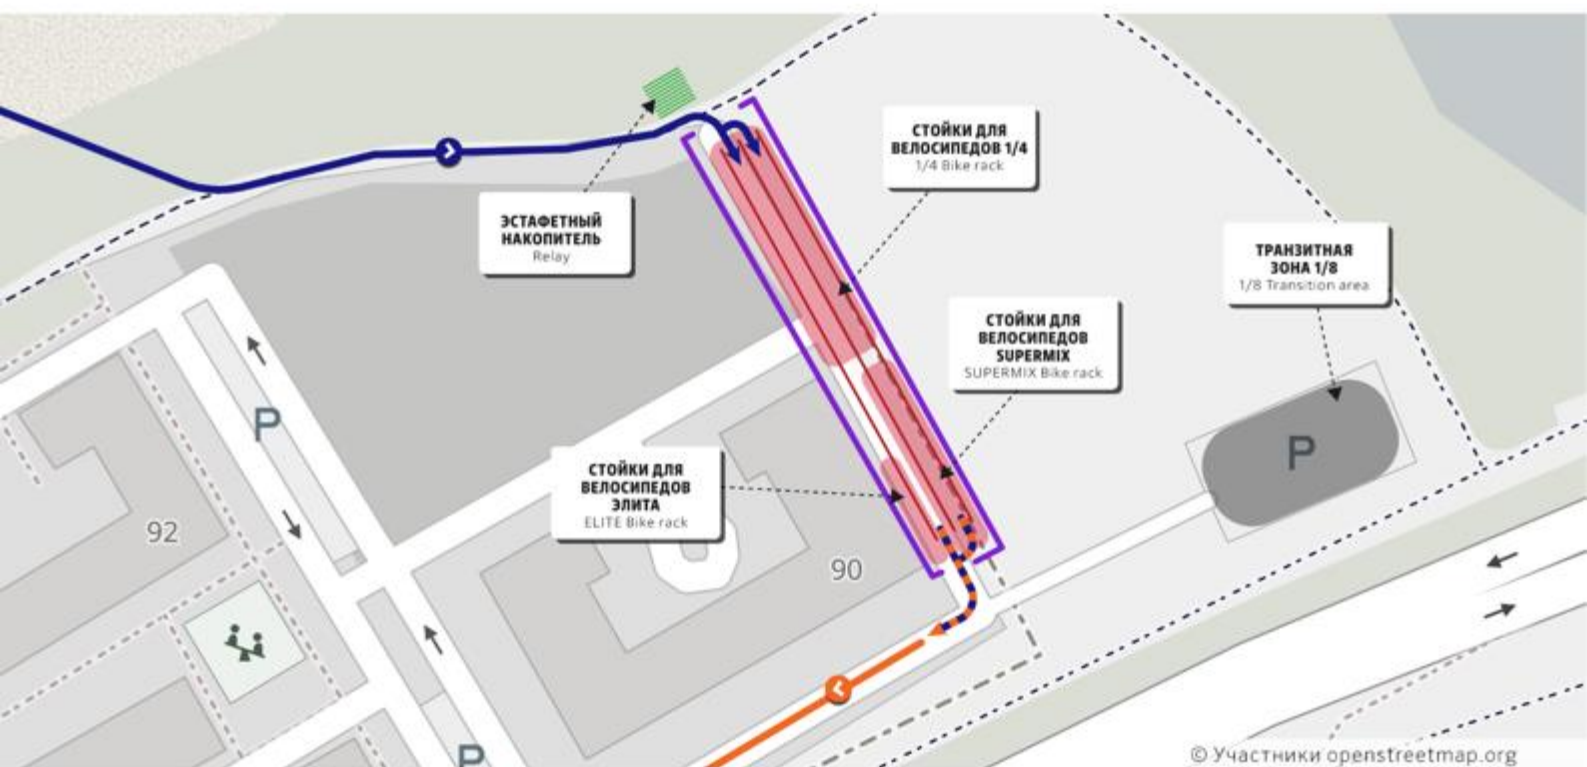 СТОЙКИ ДЛЯ
ВЕЛОСИПЕДОВ 1/4
1/4 Bike rack
ЭСТАФЕТНЫЙ
НАКОПИТЕЛЬ
Relay
ТРАНЗИТНАЯ
ЗОНА 1/8
1/8 Transition area
СТОЙКИ ДЛЯ
ВЕЛОСИПЕДОВ
SUPERMIX
SUPERMIX Bike rack
P
P
СТОЙКИ ДЛЯ
ВЕЛОСИПЕДОВ
ЭЛИТА
ELITE Bike rack
92
90
P
© Участники openstreetmap.org